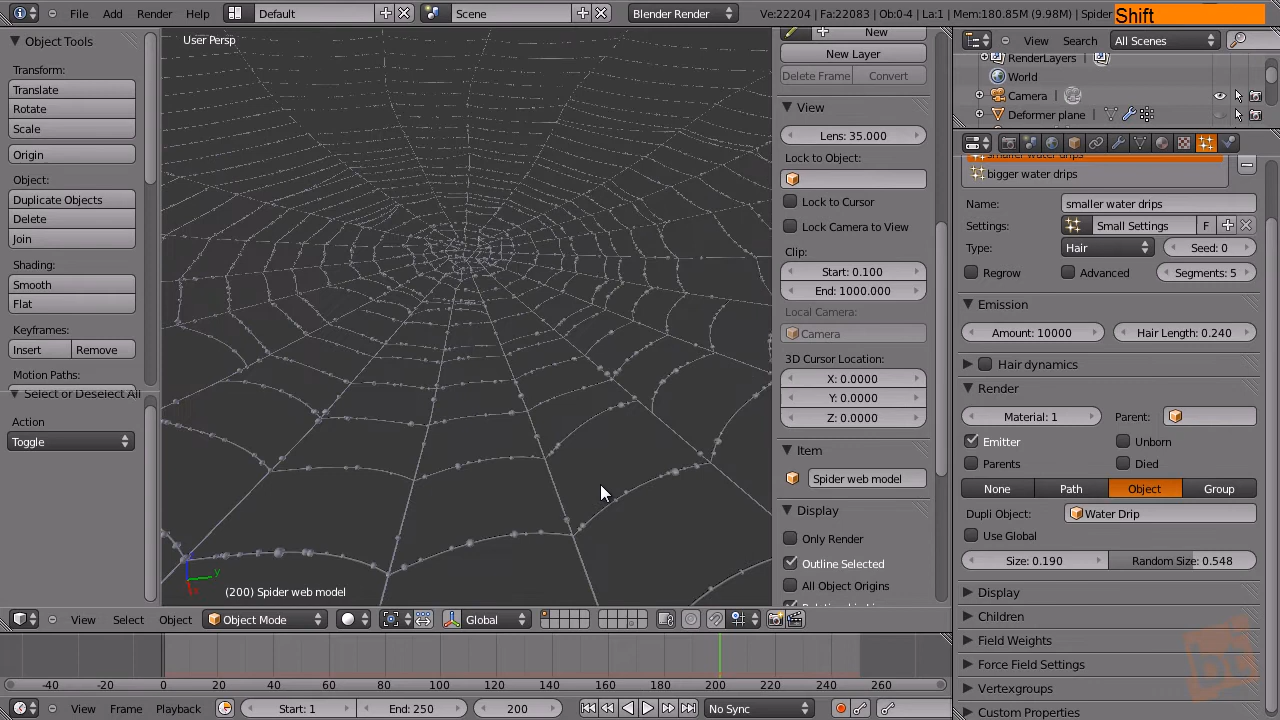 File Add Render Help Default Scene Blender Render Ve:22204 | Fa:22083 | Ob:0-4 | La:1 | Mem:180.85M (9.98M) | Spider
Shift
Object Tools
Transform:
Translate
Rotate
Scale
Origin
Object:
Duplicate Objects
Delete
Join
Shading:
Smooth
Flat
Keyframes:
Insert Remove
Motion Paths:
Select or Deselect All
Action
Toggle
User Persp
(200) Spider web model
y
New
New Layer
Delete Frame Convert
View
Lens: 35.000
Lock to Object:
Lock to Cursor
Lock Camera to View
Clip:
Start: 0.100
End: 1000.000
Local Camera:
Camera
3D Cursor Location:
X: 0.0000
Y: 0.0000
Z: 0.0000
Item
Spider web model
Display
Only Render
Outline Selected
All Object Origins
View Search All Scenes
RenderLayers
World
Camera
Deformer plane
smaller water drips
bigger water drips
Name: smaller water drips
Settings: Small Settings F
Type: Hair Seed: 0
Regrow Advanced Segments: 5
Emission
Amount: 10000 Hair Length: 0.240
Hair dynamics
Render
Material: 1 Parent:
Emitter Unborn
Parents Died
None Path Object Group
Dupli Object: Water Drip
Use Global
Size: 0.190 Random Size: 0.548
Display
Children
Field Weights
Force Field Settings
Vertexgroups
Custom Properties
View Select Object Object Mode Global
-40 -20 0 20 40 60 80 100 120 140 160 180 200 220 240 260
View Frame Playback Start: 1 End: 250 200 No Sync